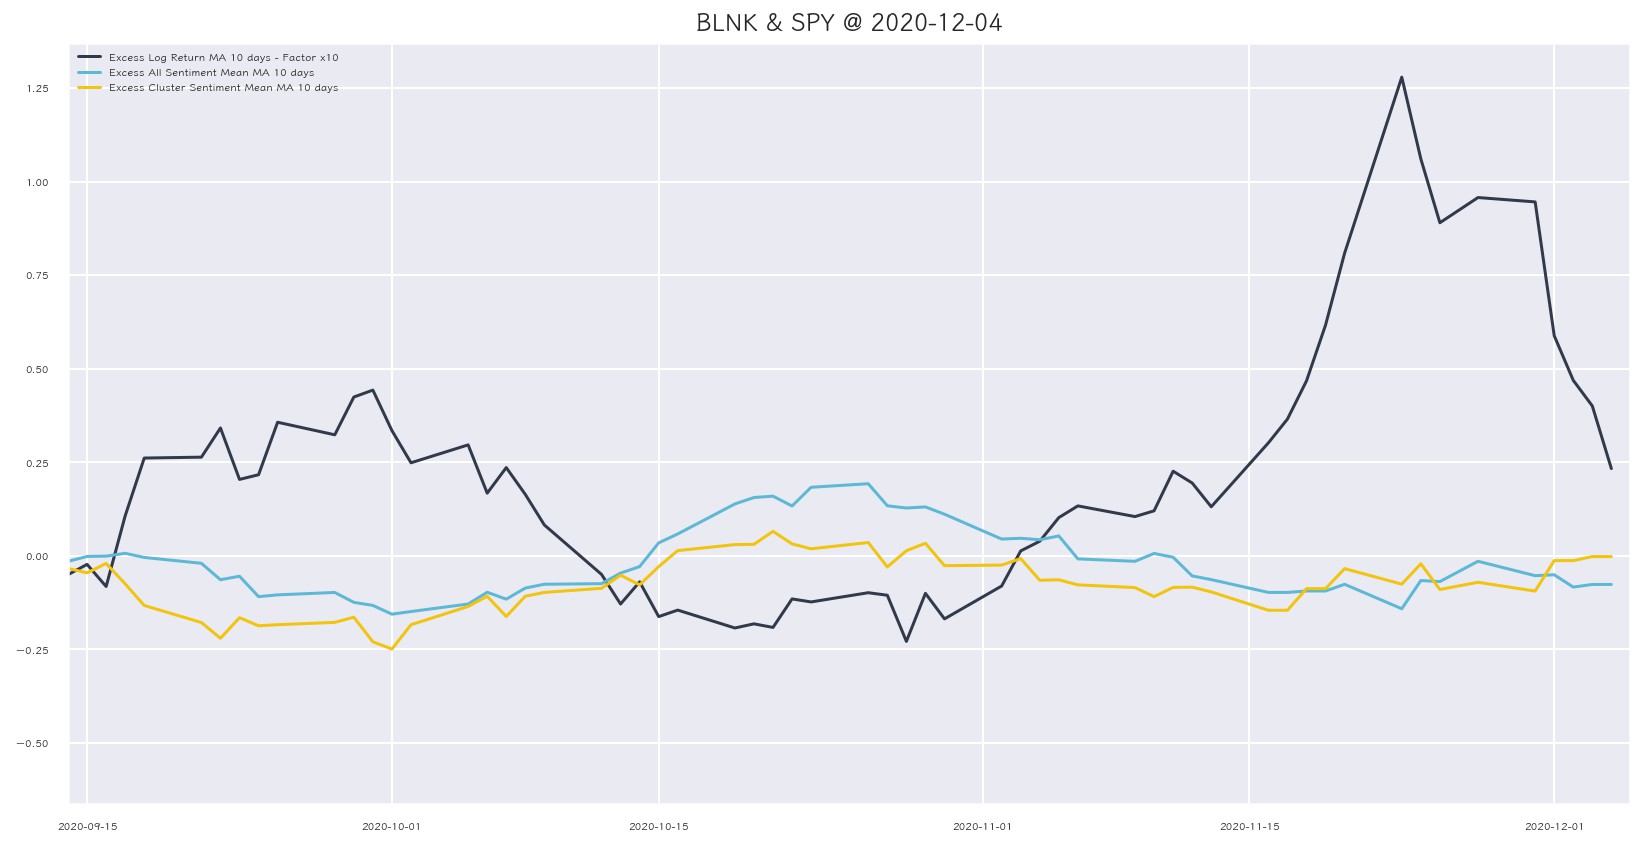 BLNK & SPY @ 2020-12-04
Excess Log Return MA 10 days - Factor x10
Excess All Sentiment Mean MA 10 days
Excess Cluster Sentiment Mean MA 10 days
1.25
1.00
0.75
0.50
0.25
0.00
−0.25
−0.50
2020-09-15 2020-10-01 2020-10-15 2020-11-01 2020-11-15 2020-12-01